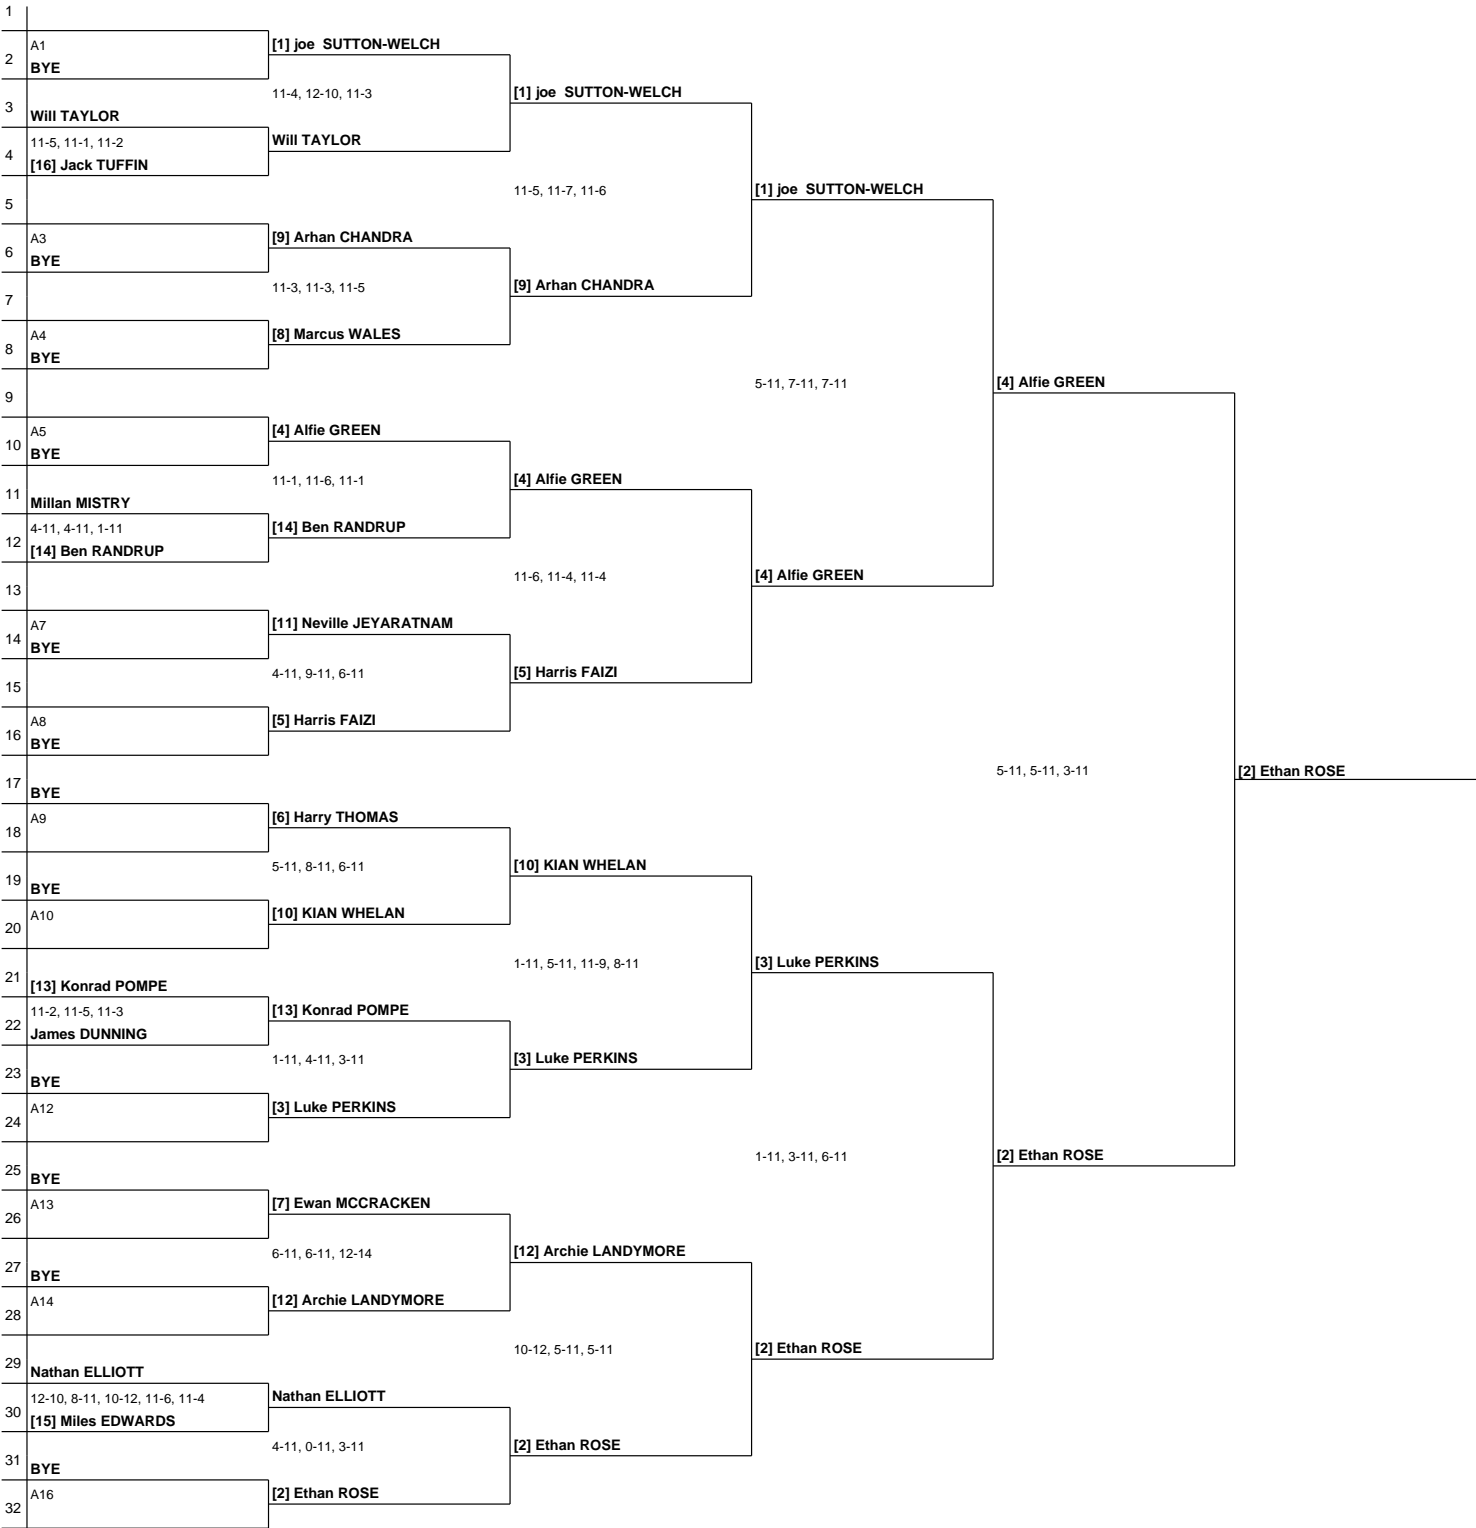 1
A1
[1] joe SUTTON-WELCH
2
BYE
11-4, 12-10, 11-3
[1] joe SUTTON-WELCH
3
Will TAYLOR
11-5, 11-1, 11-2
Will TAYLOR
4
[16] Jack TUFFIN
11-5, 11-7, 11-6
[1] joe SUTTON-WELCH
5
A3
[9] Arhan CHANDRA
6
BYE
11-3, 11-3, 11-5
[9] Arhan CHANDRA
7
A4
[8] Marcus WALES
8
BYE
5-11, 7-11, 7-11
[4] Alfie GREEN
9
A5
[4] Alfie GREEN
10
BYE
11-1, 11-6, 11-1
[4] Alfie GREEN
11
Millan MISTRY
4-11, 4-11, 1-11
[14] Ben RANDRUP
12
[14] Ben RANDRUP
11-6, 11-4, 11-4
[4] Alfie GREEN
13
A7
[11] Neville JEYARATNAM
14
BYE
4-11, 9-11, 6-11
[5] Harris FAIZI
15
A8
[5] Harris FAIZI
16
BYE
5-11, 5-11, 3-11
[2] Ethan ROSE
17
BYE
A9
[6] Harry THOMAS
18
5-11, 8-11, 6-11
[10] KIAN WHELAN
19
BYE
A10
[10] KIAN WHELAN
20
1-11, 5-11, 11-9, 8-11
[3] Luke PERKINS
21
[13] Konrad POMPE
11-2, 11-5, 11-3
[13] Konrad POMPE
22
James DUNNING
1-11, 4-11, 3-11
[3] Luke PERKINS
23
BYE
A12
[3] Luke PERKINS
24
1-11, 3-11, 6-11
[2] Ethan ROSE
25
BYE
A13
[7] Ewan MCCRACKEN
26
6-11, 6-11, 12-14
[12] Archie LANDYMORE
27
BYE
A14
[12] Archie LANDYMORE
28
10-12, 5-11, 5-11
[2] Ethan ROSE
29
Nathan ELLIOTT
12-10, 8-11, 10-12, 11-6, 11-4
Nathan ELLIOTT
30
[15] Miles EDWARDS
4-11, 0-11, 3-11
[2] Ethan ROSE
31
BYE
A16
[2] Ethan ROSE
32